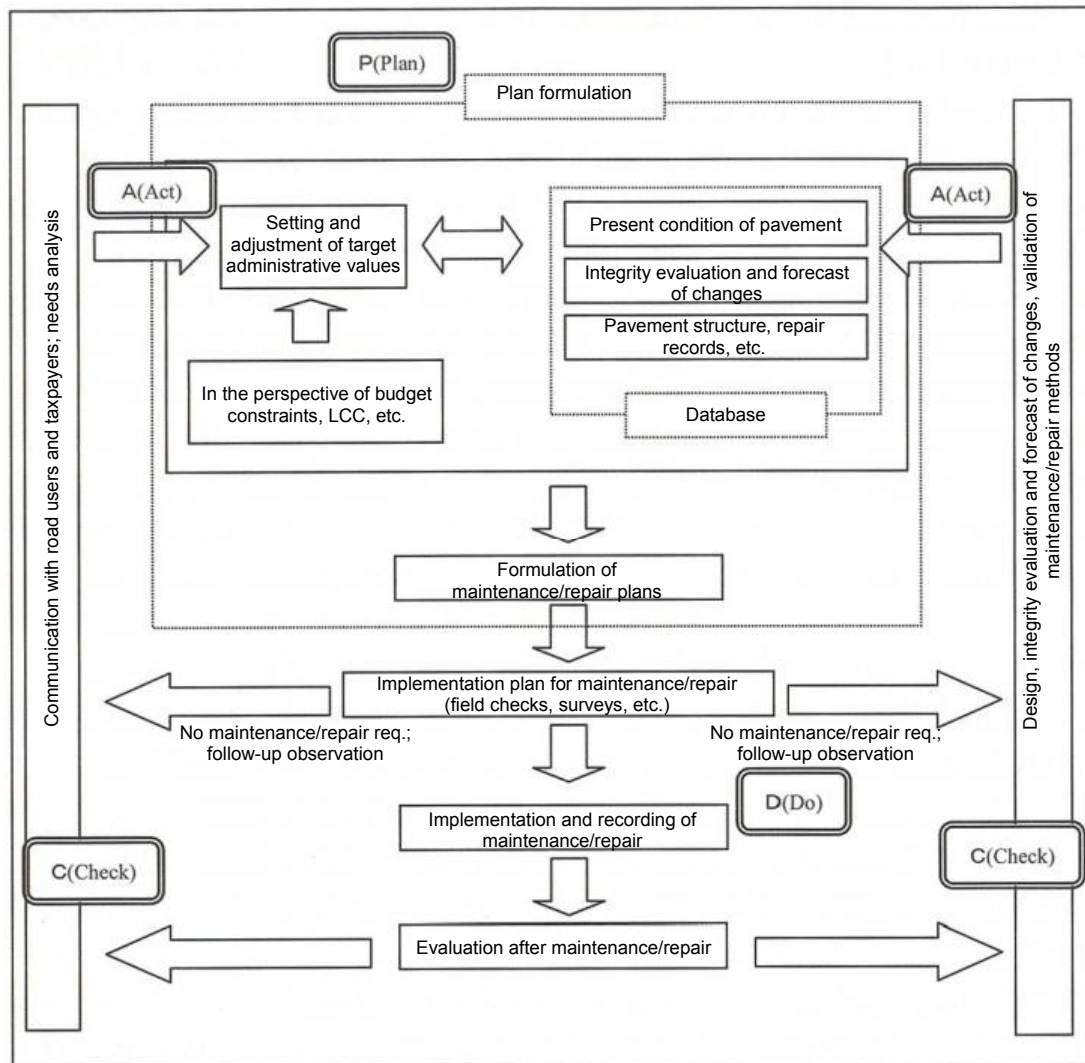 P(Plan)
Plan formulation
A(Act)
A(Act)
Setting and
adjustment of target
administrative values
Present condition of pavement
Integrity evaluation and forecast
of changes
Pavement structure, repair
records, etc.
In the perspective of budget
constraints, LCC, etc.
Database
Communication with road users and taxpayers; needs analysis
Design, integrity evaluation and forecast of changes, validation of
maintenance/repair methods
Formulation of
maintenance/repair plans
Implementation plan for maintenance/repair
(field checks, surveys, etc.)
No maintenance/repair req.;
follow-up observation
No maintenance/repair req.;
follow-up observation
D(Do)
Implementation and recording of
maintenance/repair
C(Check)
C(Check)
Evaluation after maintenance/repair